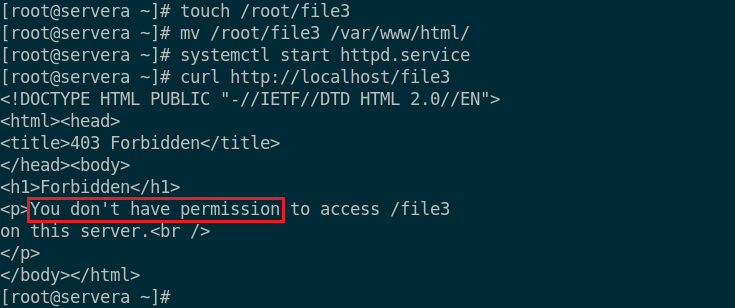 [root@servera ~]# touch /root/file3
[root@servera ~]# mv /root/file3 /var/www/html/
[root@servera ~]# systemctl start httpd.service
[root@servera ~]# curl http://localhost/file3
<!DOCTYPE HTML PUBLIC "-//IETF//DTD HTML 2.0//EN">
<html><head>
<title>403 Forbidden</title>
</head><body>
<h1>Forbidden</h1>
<p>You don't have permission to access /file3
on this server.<br />
</p>
</body></html>
[root@servera ~]#